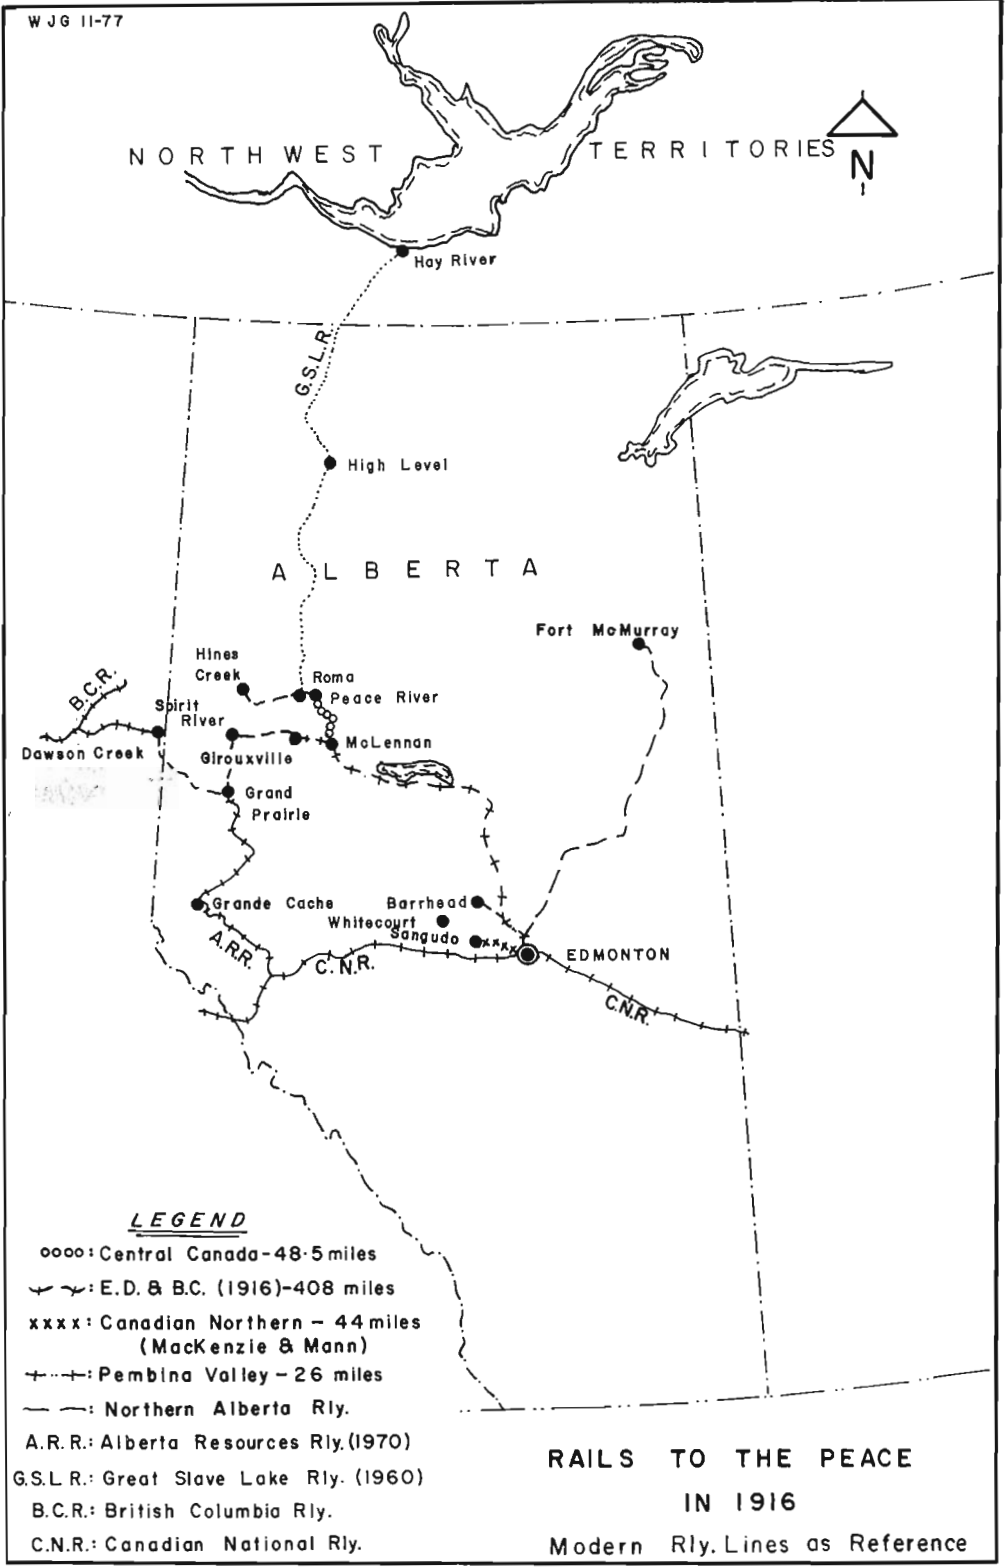 WJG 11-77
NORTHWEST TERRITORIES
N
Hay River
G.S.L.R.
High Level
ALBERTA
Fort McMurray
Hines
Creek
Roma
Peace River
B.C.R.
Spirit
River
McLennan
Dawson Creek
Girouxville
Grand
Prairie
Grande Cache
Barrhead
Whitecourt
Sangudo
A.R.R.
C.N.R.
EDMONTON
C.N.R.
LEGEND
oooo: Central Canada-48.5 miles
: E.D. & B.C. (1916)-408 miles
xxxx: Canadian Northern - 44 miles
(MacKenzie & Mann)
: Pembina Valley - 26 miles
: Northern Alberta Rly.
A.R.R.: Alberta Resources Rly. (1970)
G.S.L R.: Great Slave Lake Rly. (1960)
B.C.R.: British Columbia Rly.
C.N.R.: Canadian National Rly.
RAILS TO THE PEACE
IN 1916
Modern Rly. Lines as Reference